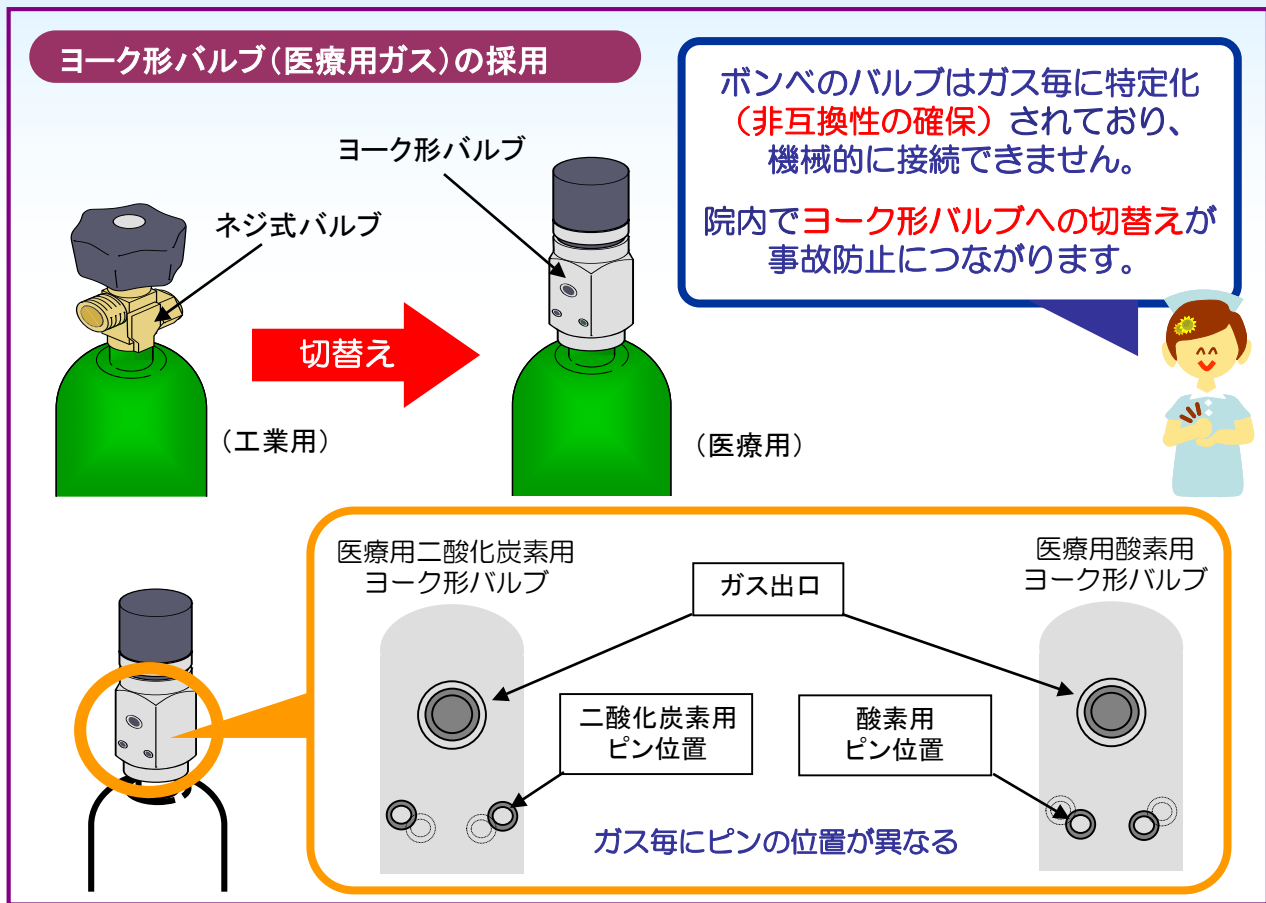 ヨーク形バルブ(医療用ガス)の採用
ボンベのバルブはガス毎に特定化
(非互換性の確保)されており、
機械的に接続できません。
院内でヨーク形バルブへの切替えが
事故防止につながります。
ヨーク形バルブ
ネジ式バルブ
切替え
(工業用)
(医療用)
医療用二酸化炭素用
ヨーク形バルブ
ガス出口
医療用酸素用
ヨーク形バルブ
二酸化炭素用
ピン位置
酸素用
ピン位置
ガス毎にピンの位置が異なる